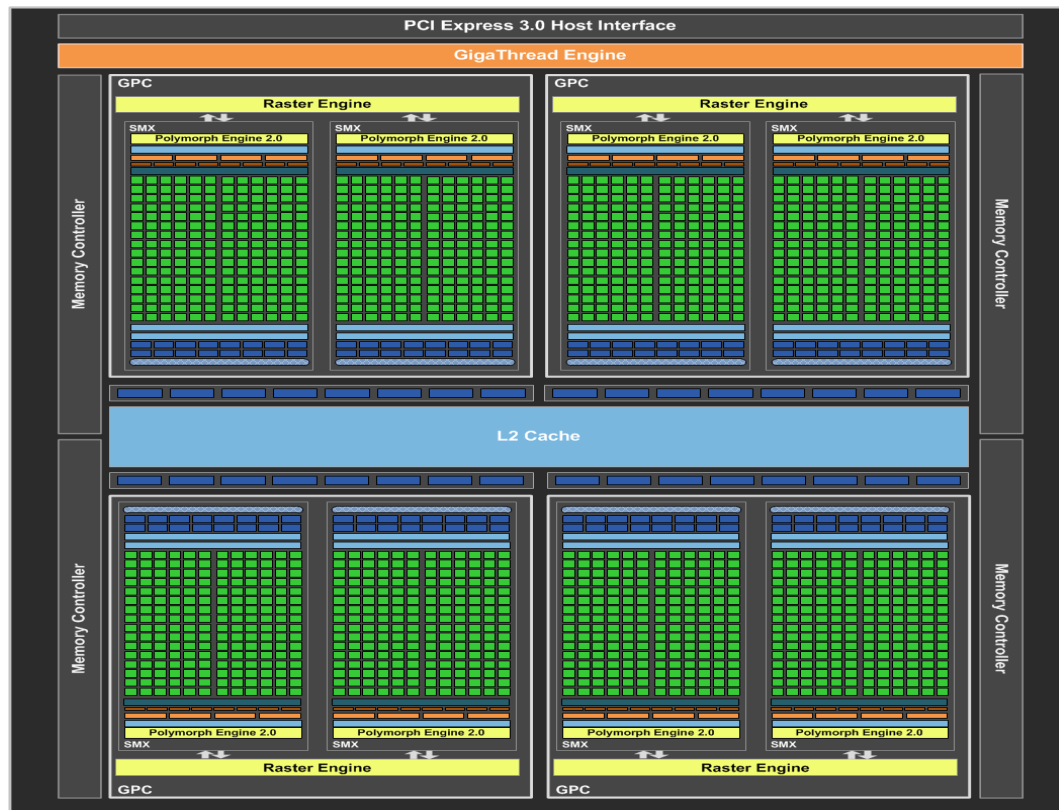 PCI Express 3.0 Host Interface
GigaThread Engine
GPC
Raster Engine
SMX
Polymorph Engine 2.0
SMX
Polymorph Engine 2.0
GPC
Raster Engine
SMX
Polymorph Engine 2.0
SMX
Polymorph Engine 2.0
Memory Controller
Memory Controller
L2 Cache
Memory Controller
Memory Controller
Polymorph Engine 2.0
SMX
Polymorph Engine 2.0
SMX
Raster Engine
GPC
Polymorph Engine 2.0
SMX
Polymorph Engine 2.0
SMX
Raster Engine
GPC